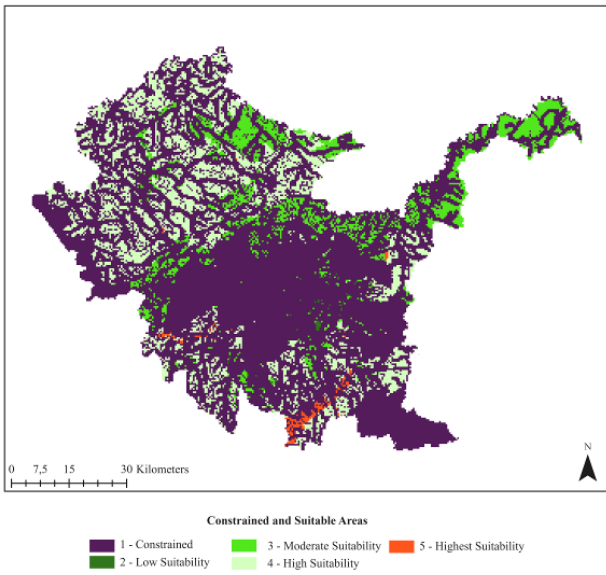 N
0 7,5 15 30 Kilometers
Constrained and Suitable Areas
1 - Constrained 3 - Moderate Suitability 5 - Highest Suitability
2 - Low Suitability 4 - High Suitability